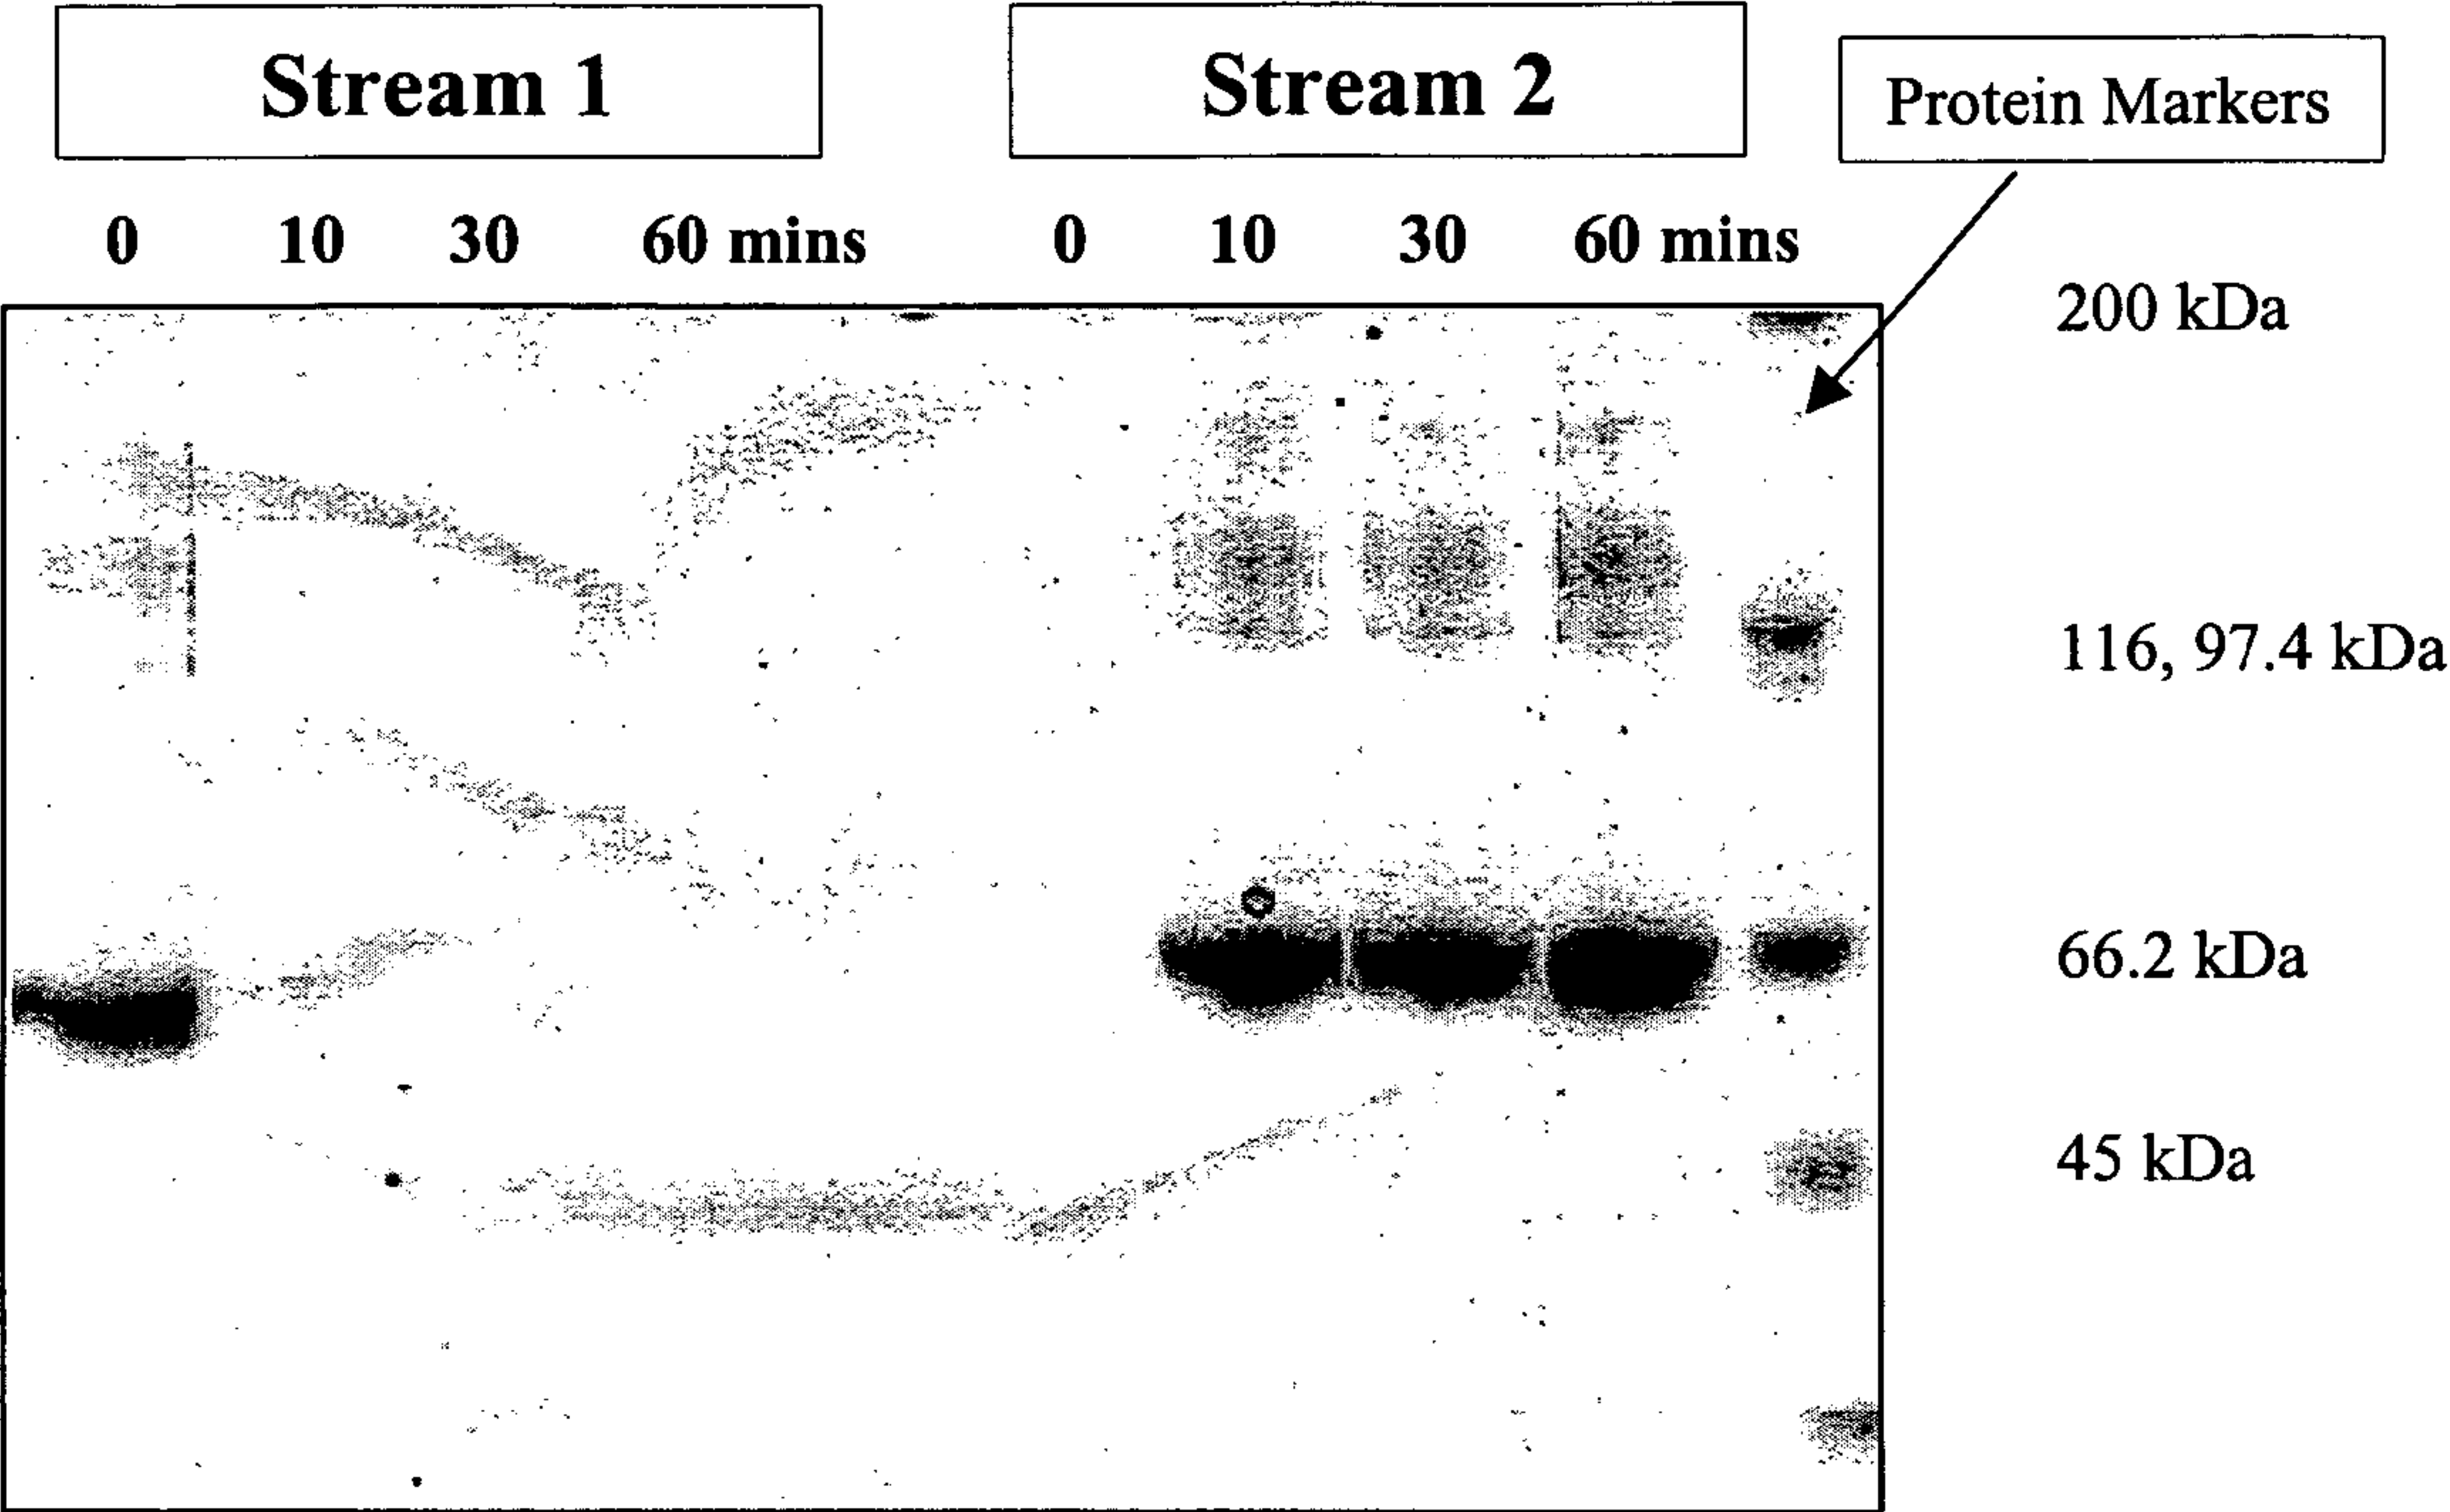 Stream 1
Stream 2
Protein Markers
0 10 30 60 mins 0 10 30 60 mins
200 kDa
116, 97.4 kDa
66.2 kDa
45 kDa